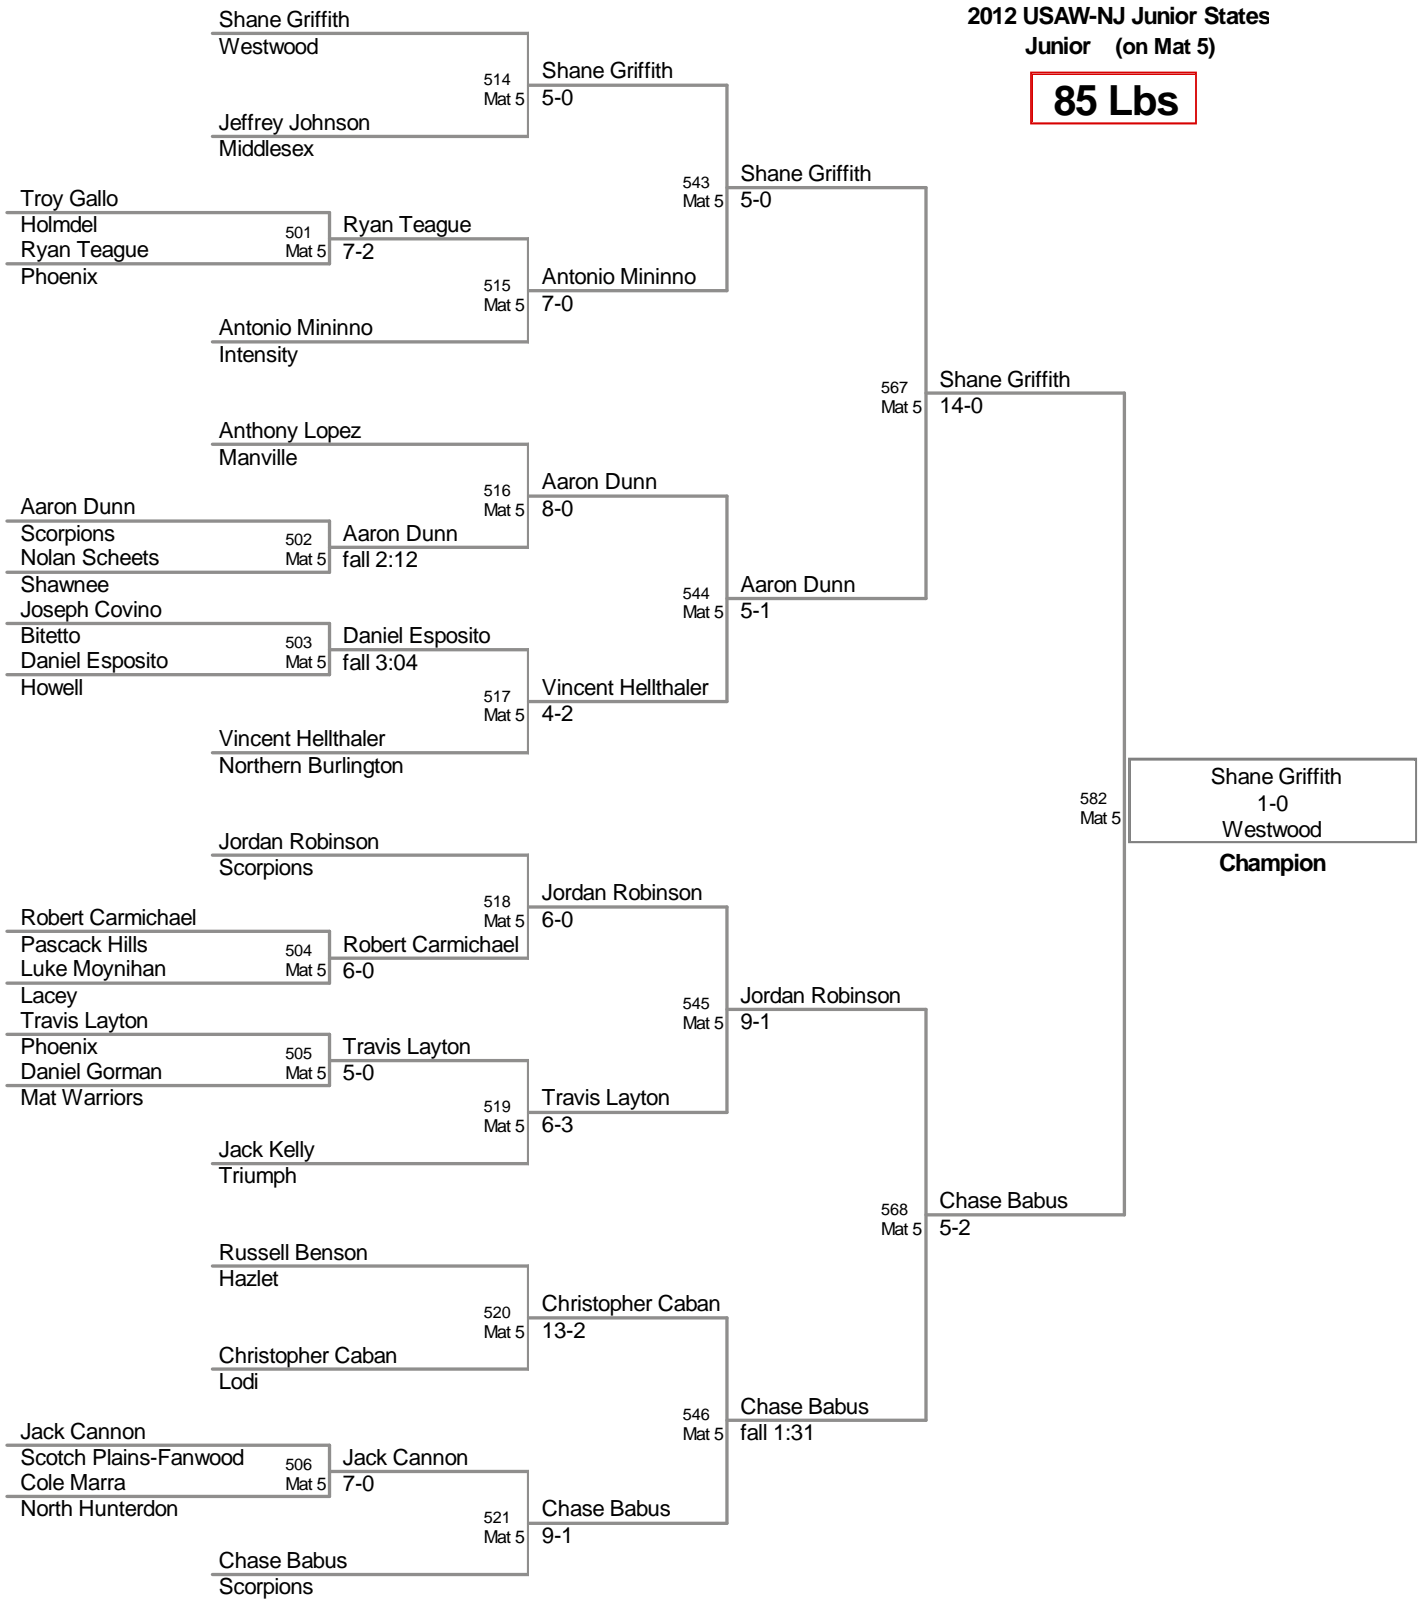 2012 USAW-NJ Junior States
Junior (on Mat 5)
85 Lbs
Shane Griffith
Westwood
514
Mat 5
Shane Griffith
5-0
Jeffrey Johnson
Middlesex
543
Mat 5
Shane Griffith
5-0
Troy Gallo
Holmdel
501
Mat 5
Ryan Teague
7-2
Ryan Teague
Phoenix
515
Mat 5
Antonio Mininno
7-0
Antonio Mininno
Intensity
567
Mat 5
Shane Griffith
14-0
Anthony Lopez
Manville
516
Mat 5
Aaron Dunn
8-0
Aaron Dunn
Scorpions
502
Mat 5
Aaron Dunn
fall 2:12
Nolan Scheets
Shawnee
544
Mat 5
Aaron Dunn
5-1
Joseph Covino
Bitetto
503
Mat 5
Daniel Esposito
fall 3:04
Daniel Esposito
Howell
517
Mat 5
Vincent Hellthaler
4-2
Vincent Hellthaler
Northern Burlington
582
Mat 5
Shane Griffith
1-0
Westwood
Champion
Jordan Robinson
Scorpions
518
Mat 5
Jordan Robinson
6-0
Robert Carmichael
Pascack Hills
504
Mat 5
Robert Carmichael
6-0
Luke Moynihan
Lacey
545
Mat 5
Jordan Robinson
9-1
Travis Layton
Phoenix
505
Mat 5
Travis Layton
5-0
Daniel Gorman
Mat Warriors
519
Mat 5
Travis Layton
6-3
Jack Kelly
Triumph
568
Mat 5
Chase Babus
5-2
Russell Benson
Hazlet
520
Mat 5
Christopher Caban
13-2
Christopher Caban
Lodi
546
Mat 5
Chase Babus
fall 1:31
Jack Cannon
Scotch Plains-Fanwood
506
Mat 5
Jack Cannon
7-0
Cole Marra
North Hunterdon
521
Mat 5
Chase Babus
9-1
Chase Babus
Scorpions